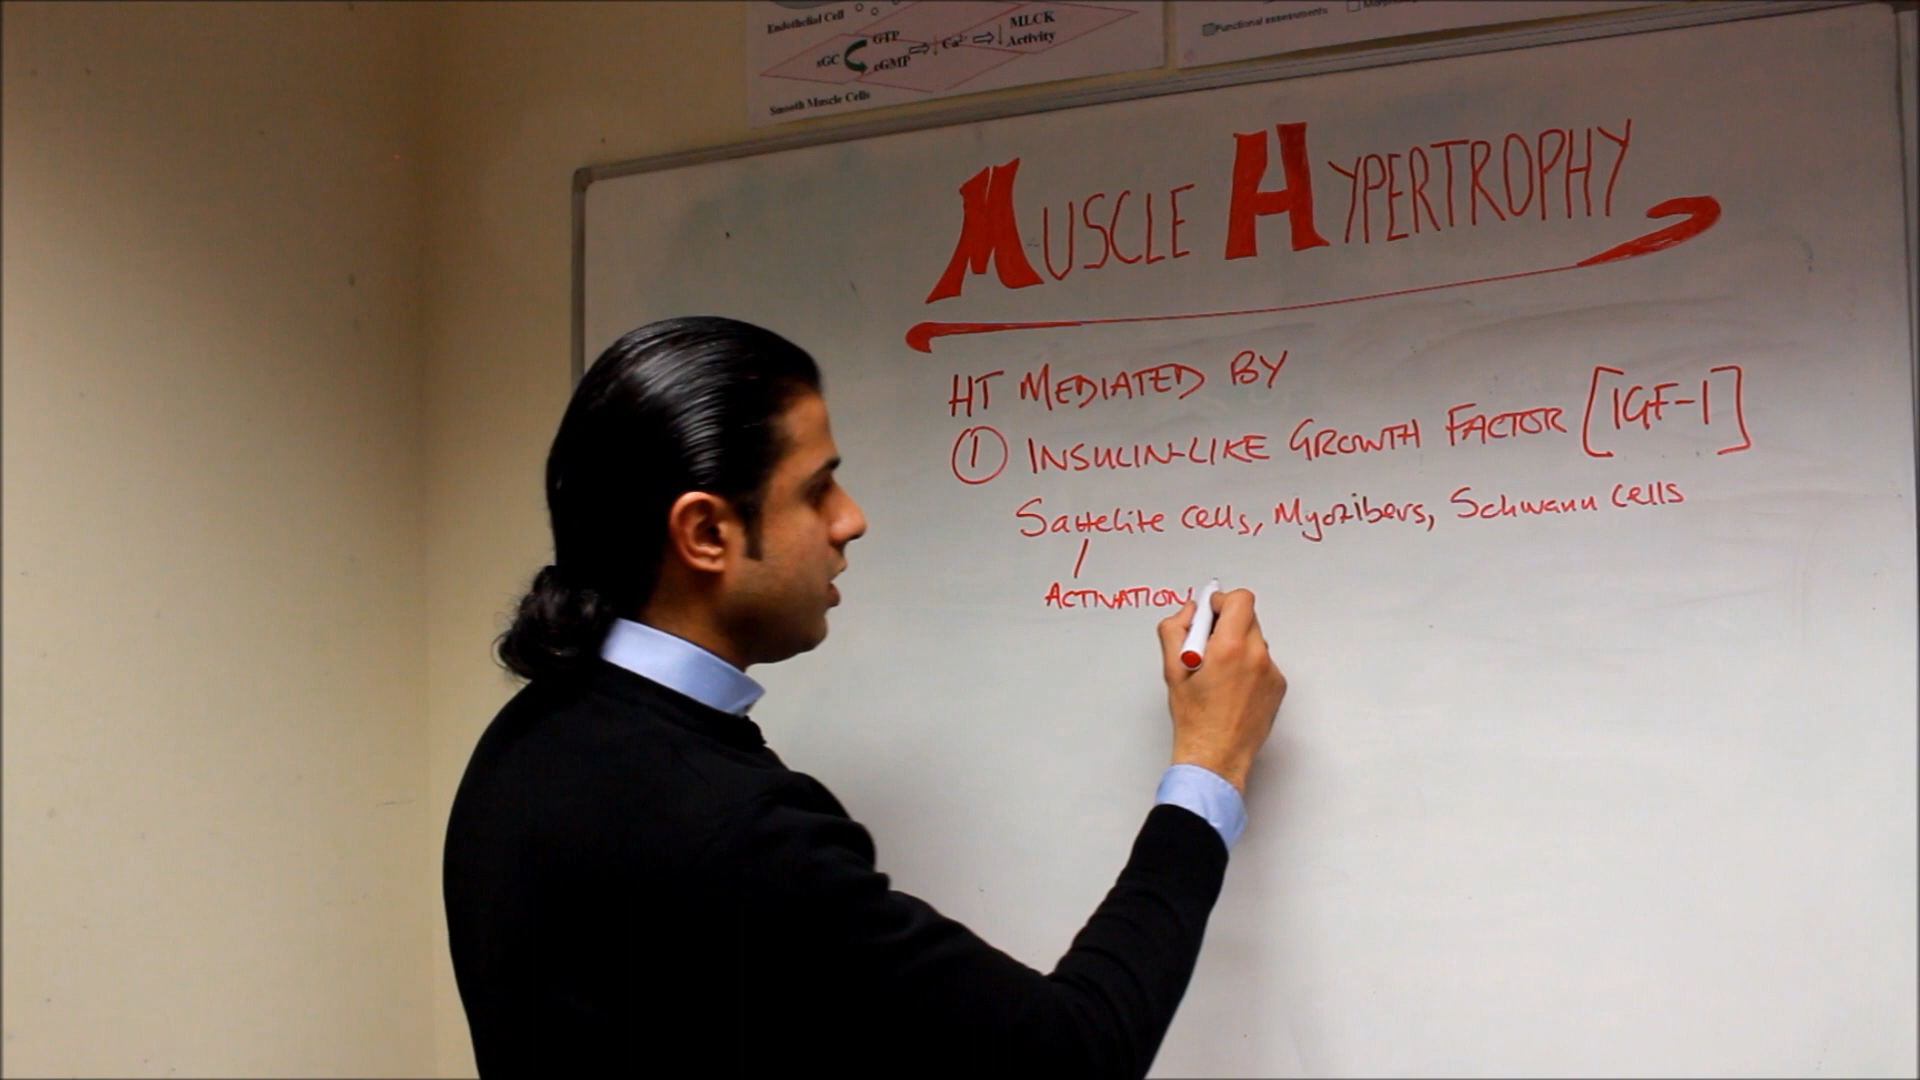 Endothelial Cell
GTP
sGC
cGMP
Ca2+
MLCK
Activity
Smooth Muscle Cells
Functional assessments
MUSCLE HYPERTROPHY
HT MEDIATED BY
1 INSULIN-LIKE GROWTH FACTOR [IGF-1]
Sattelite cells, Myofibers, Schwann cells
ACTIVATION